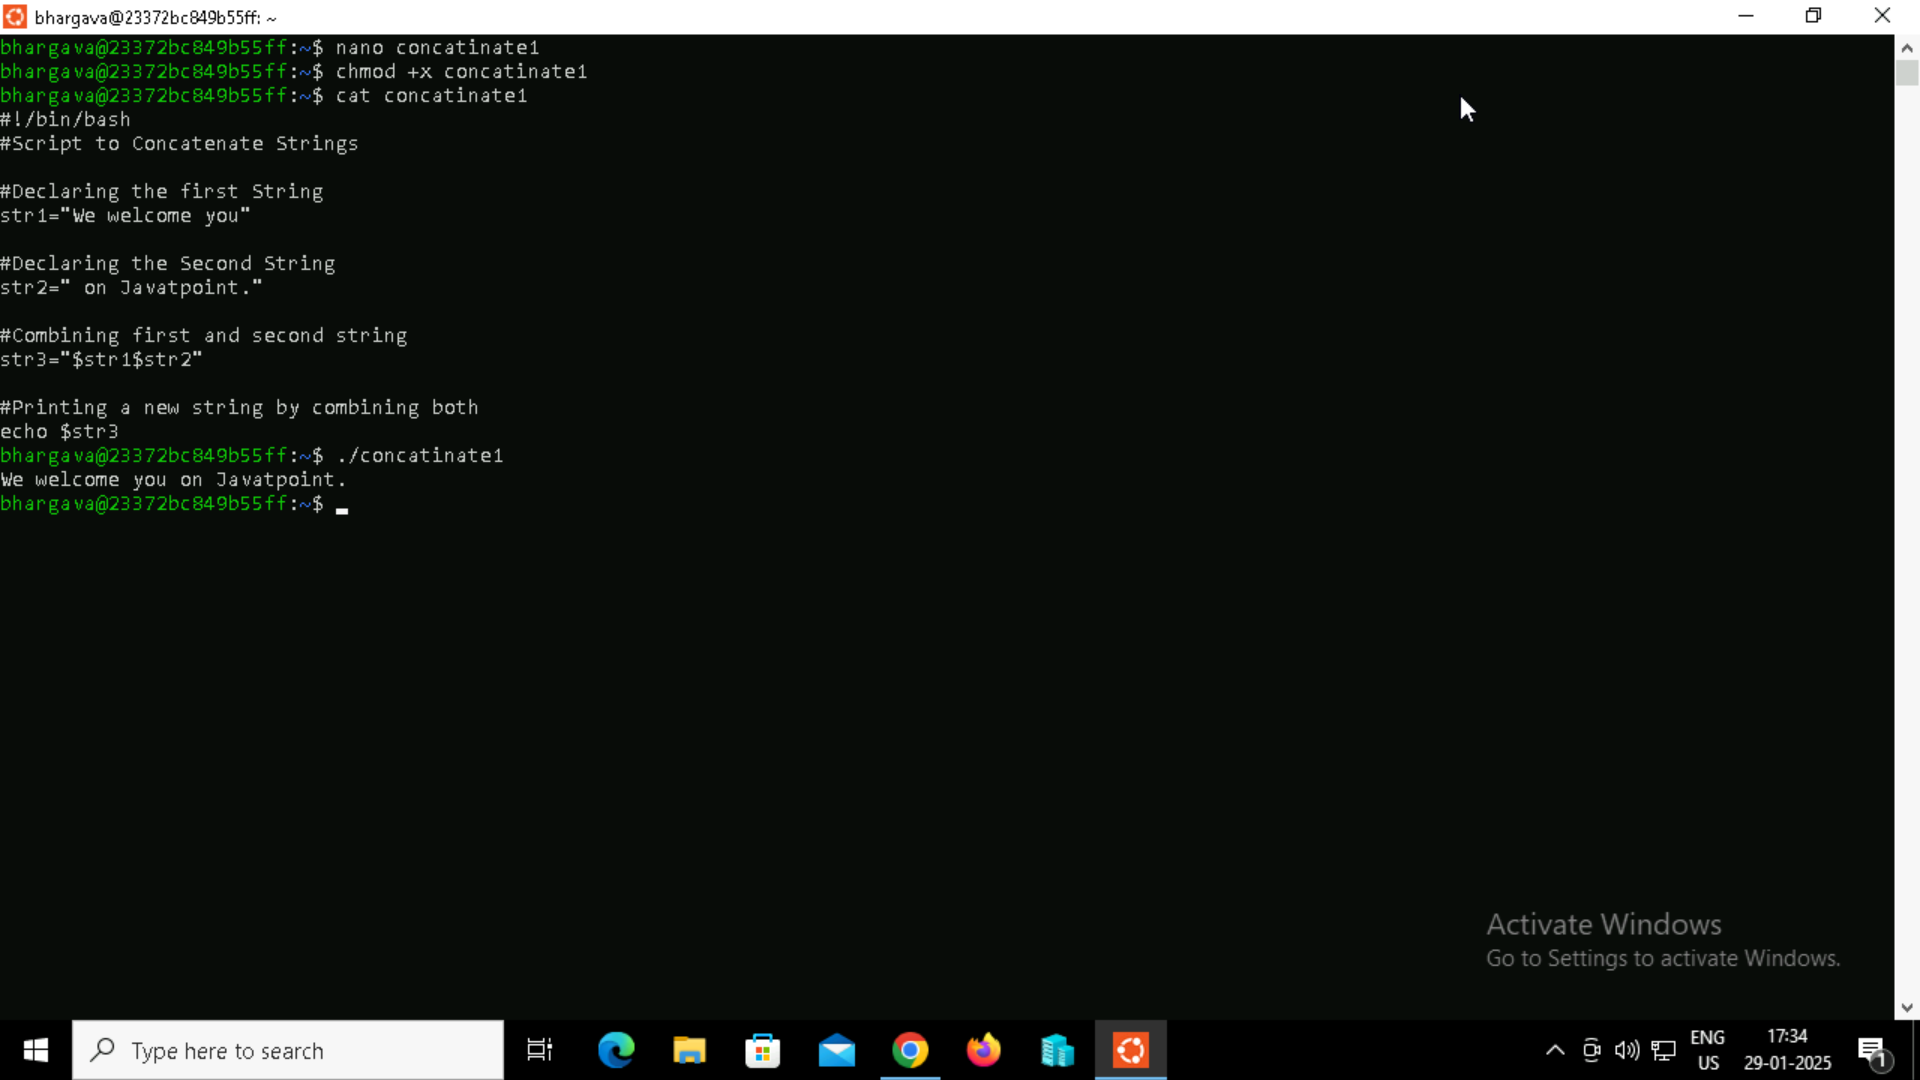 bhargava@23372bc849b55ff: ~
bhargava@23372bc849b55ff:~$ nano concatinate1
bhargava@23372bc849b55ff:~$ chmod +x concatinate1
bhargava@23372bc849b55ff:~$ cat concatinate1
#!/bin/bash
#Script to Concatenate Strings
#Declaring the first String
str1="We welcome you"
#Declaring the Second String
str2=" on Javatpoint."
#Combining first and second string
str3="$str1$str2"
#Printing a new string by combining both
echo $str3
bhargava@23372bc849b55ff:~$ ./concatinate1
We welcome you on Javatpoint.
bhargava@23372bc849b55ff:~$
Activate Windows
Go to Settings to activate Windows.
Type here to search
ENG
US
17:34
29-01-2025
1